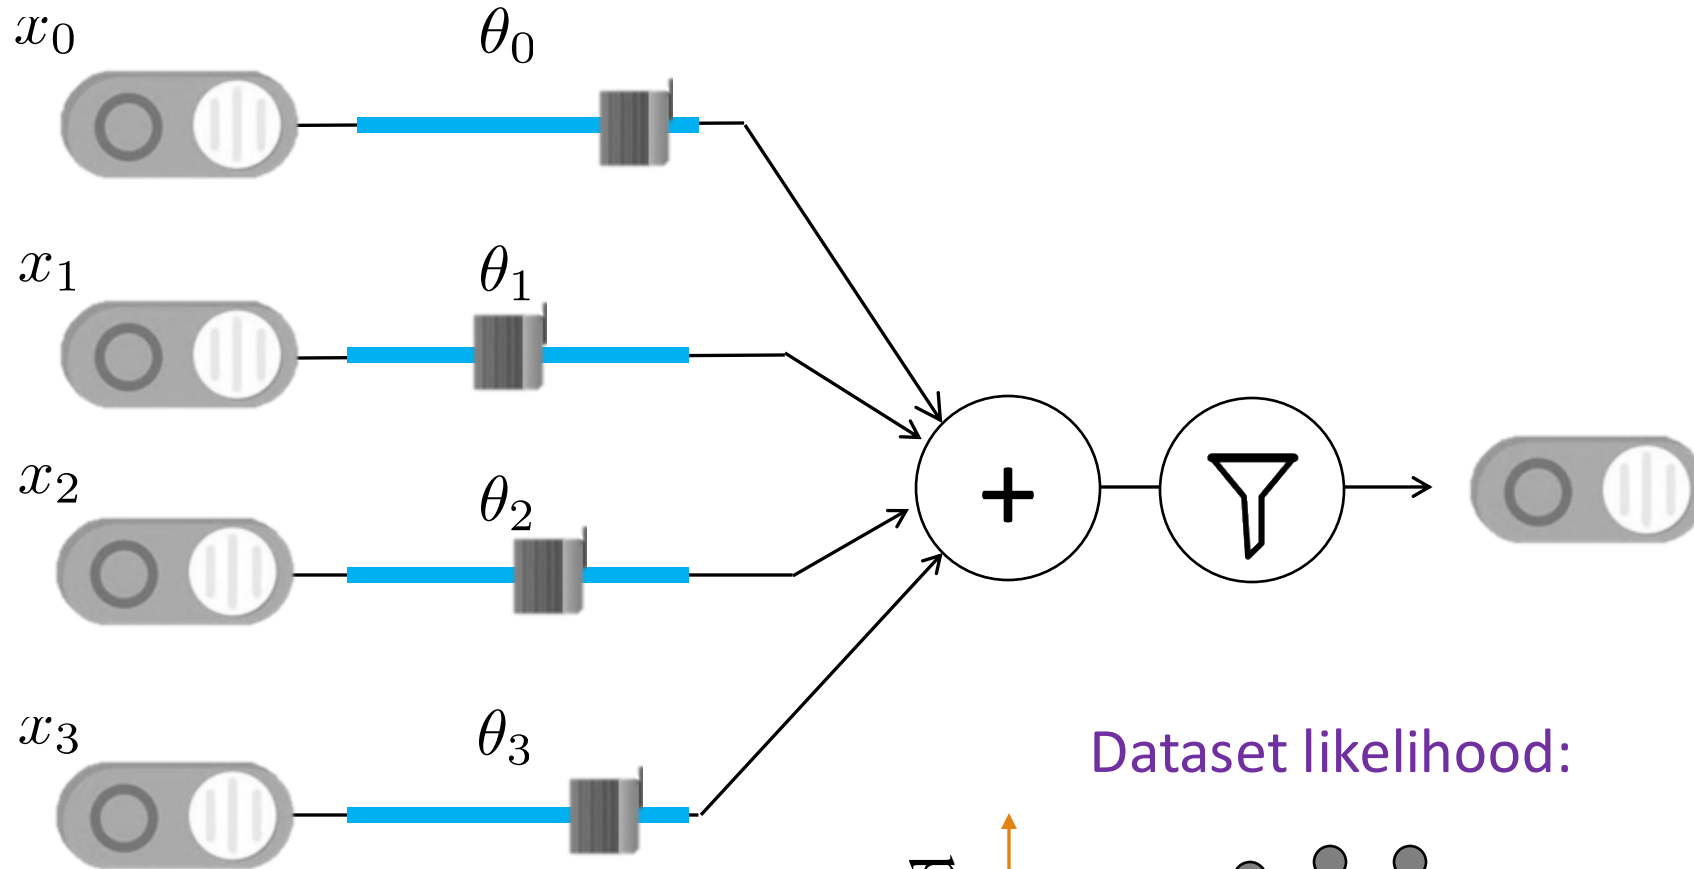 x₀ θ₀
x₁ θ₁
x₂ θ₂
+
x₃ θ₃
Dataset likelihood: